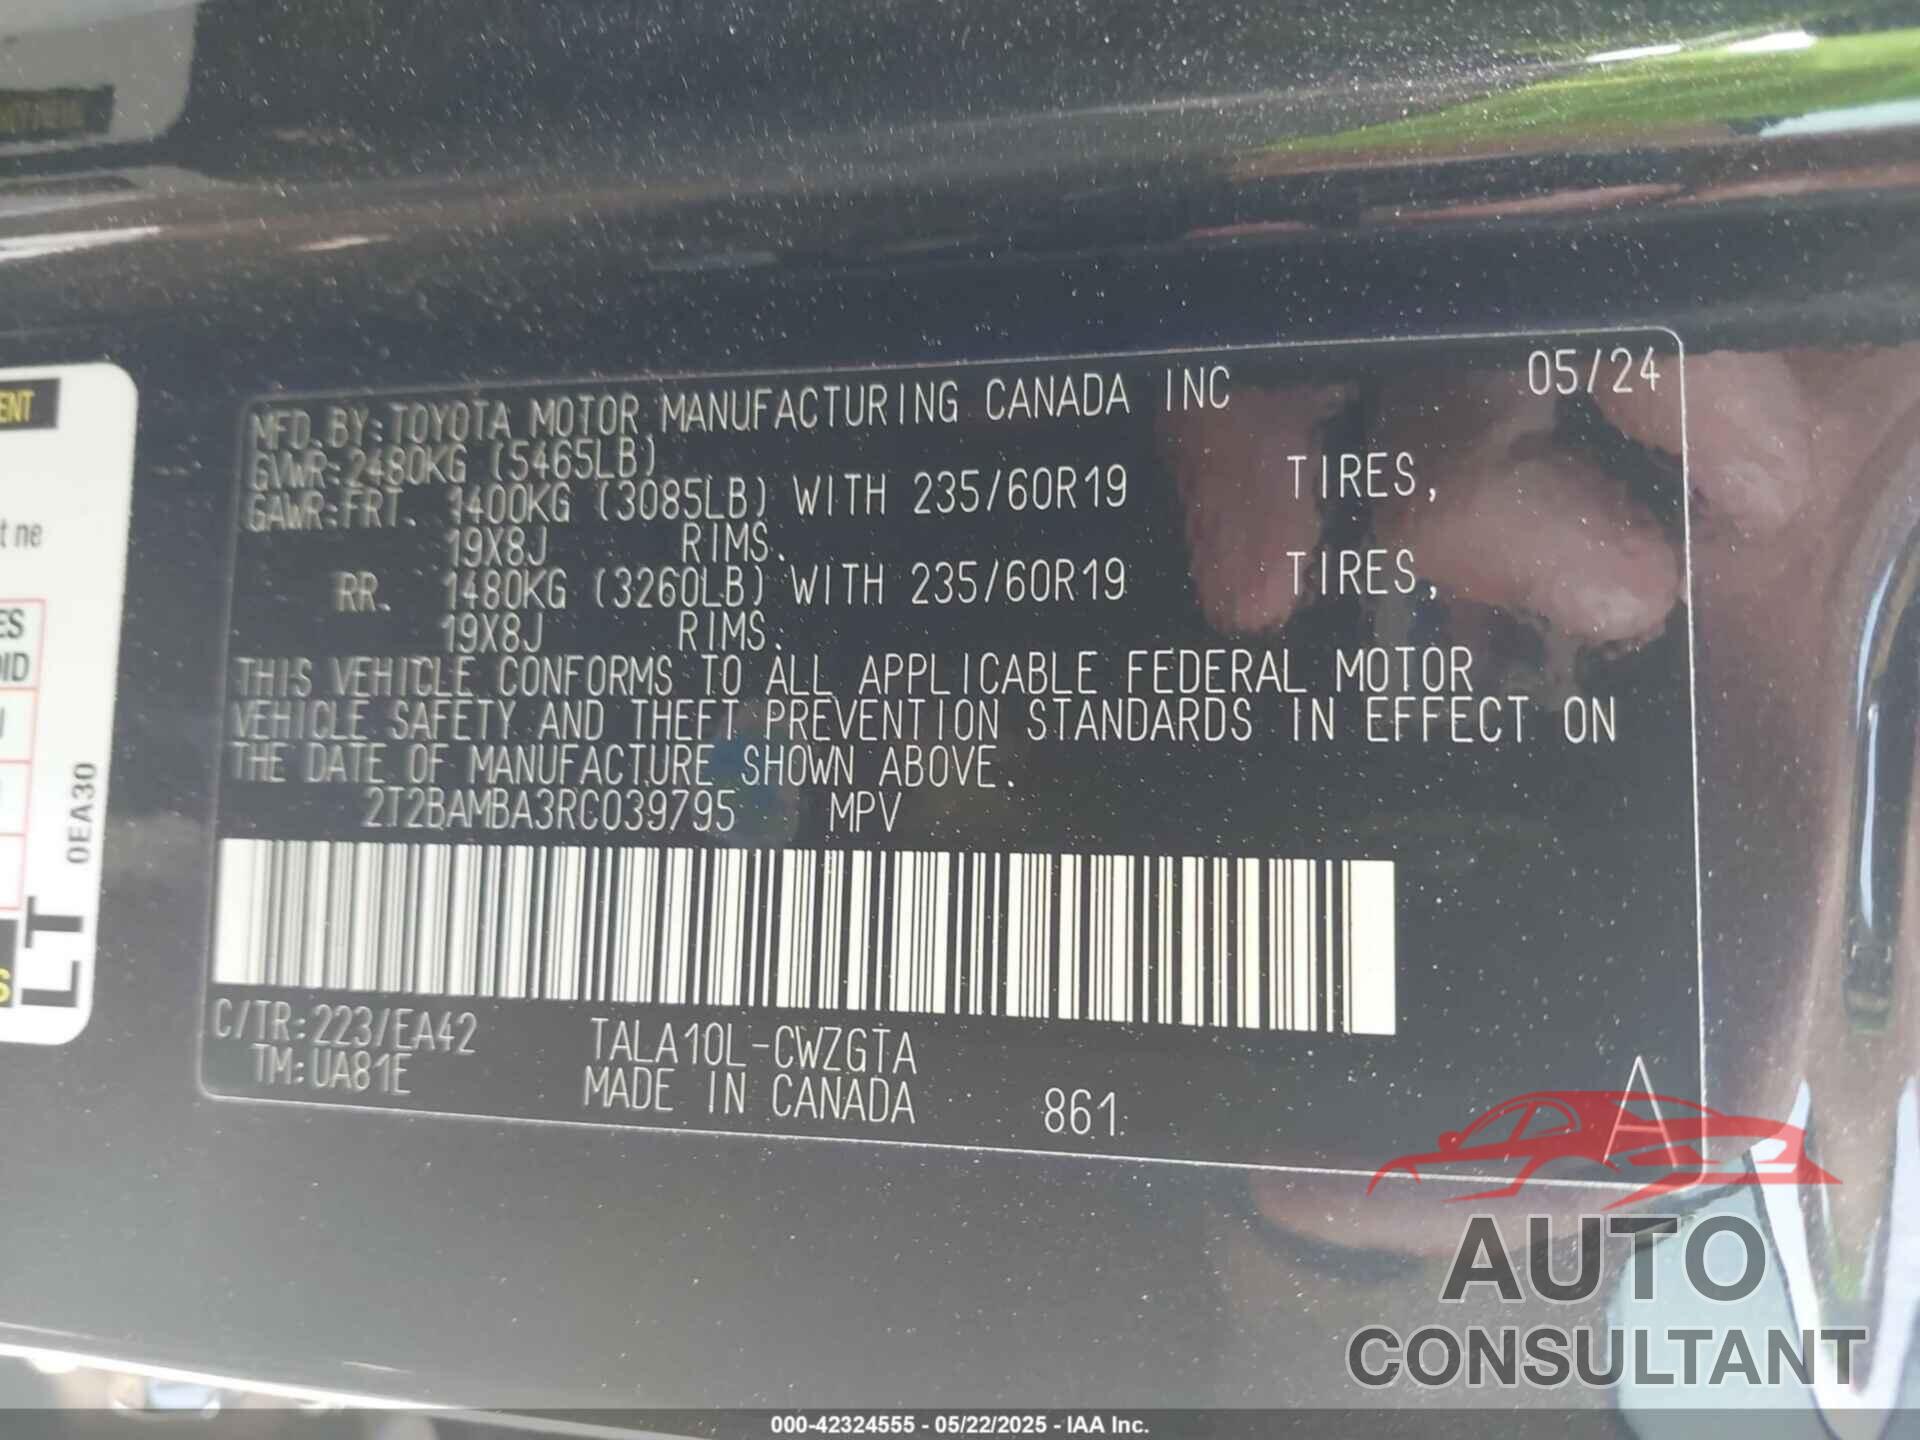 MFD. BY: TOYOTA MOTOR MANUFACTURING CANADA INC 05/24
GVWR: 2480KG (5465LB)
GAWR: FRT. 1400KG (3085LB) WITH 235/60R19 TIRES,
19X8J RIMS.
RR. 1480KG (3260LB) WITH 235/60R19 TIRES,
19X8J RIMS.
THIS VEHICLE CONFORMS TO ALL APPLICABLE FEDERAL MOTOR
VEHICLE SAFETY AND THEFT PREVENTION STANDARDS IN EFFECT ON
THE DATE OF MANUFACTURE SHOWN ABOVE.
2T2BAMBA3RC039795 MPV
C/TR: 223/EA42 TALA10L-CWZGTA
TM: UA81E MADE IN CANADA 861 A
ENT
t ne
ES
OID
0EA30
LT
S
AUTO
CONSULTANT
000-42324555 - 05/22/2025 - IAA Inc.